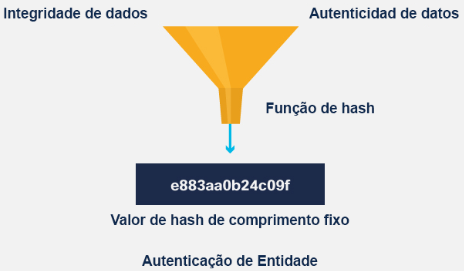 Integridade de dados
Autenticidad de datos
Função de hash
e883aa0b24c09f
Valor de hash de comprimento fixo
Autenticação de Entidade